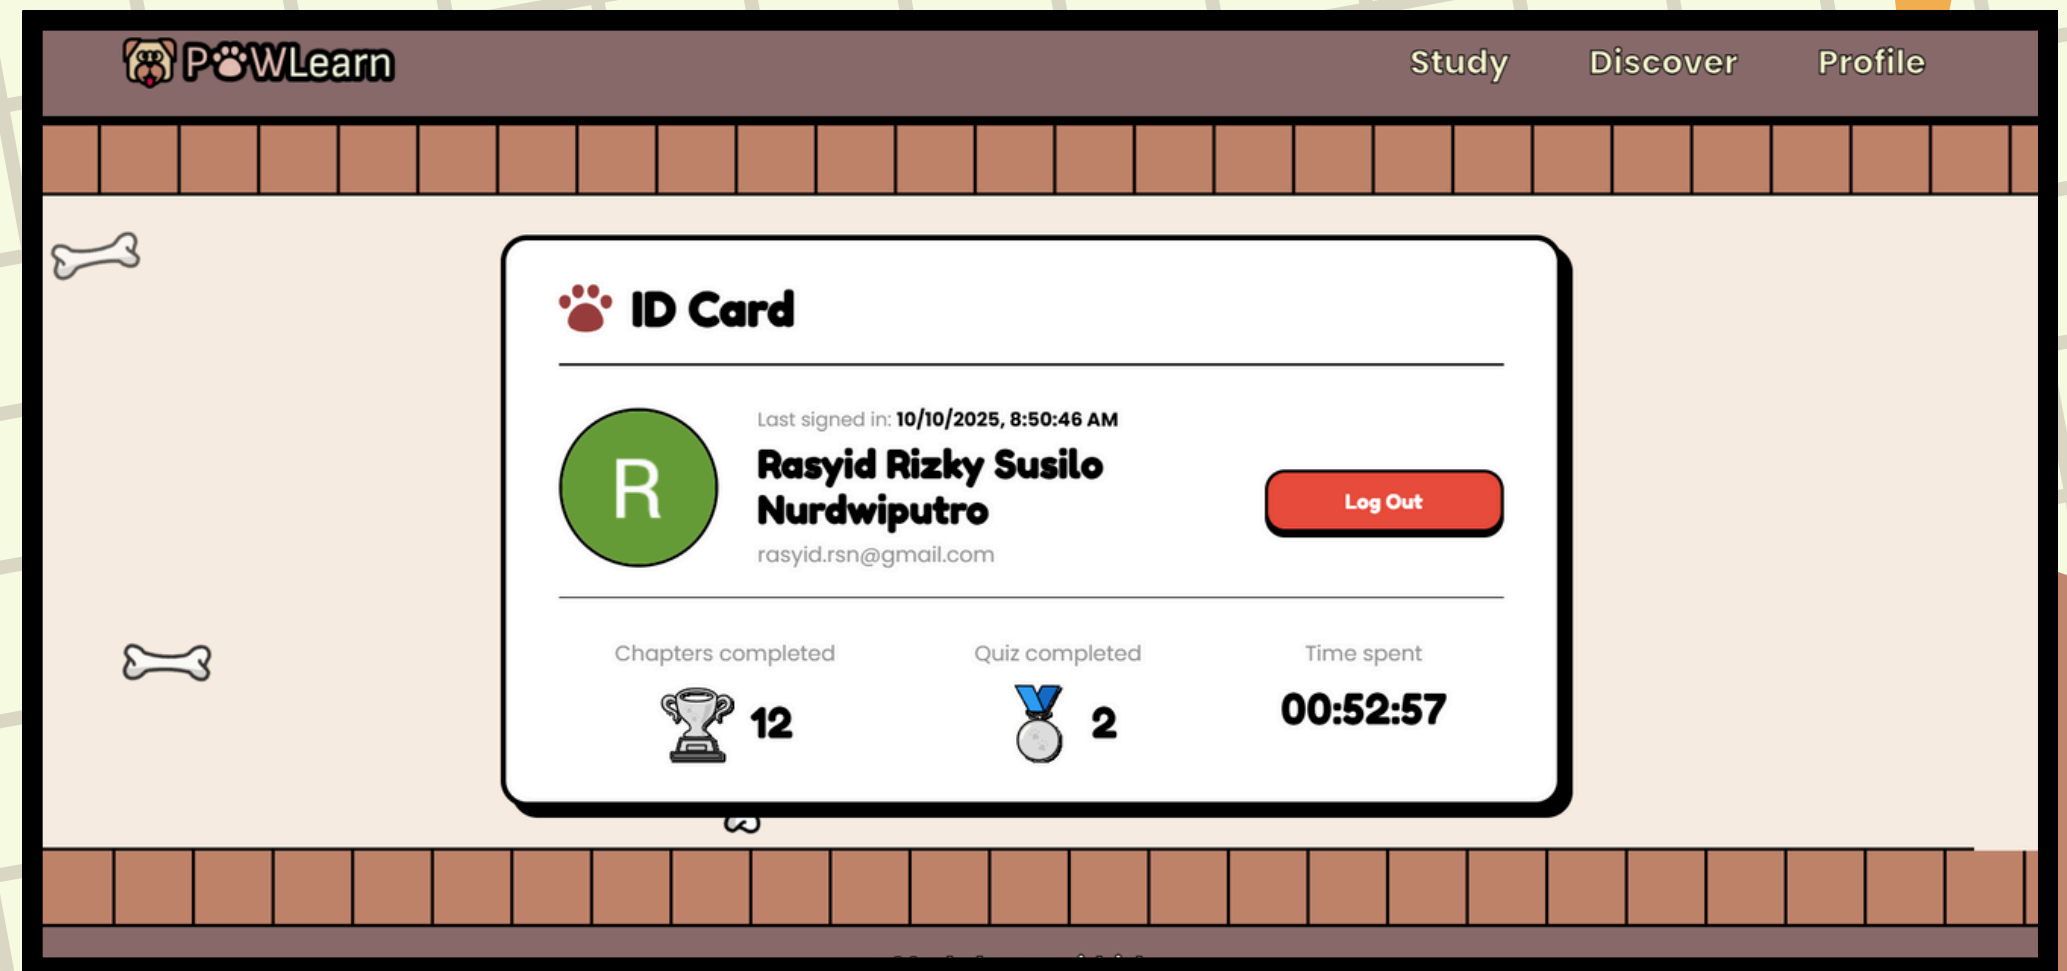 PAWLearn
Study
Discover
Profile
ID Card
R
Last signed in: 10/10/2025, 8:50:46 AM
Rasyid Rizky Susilo
Nurdwiputro
rasyid.rsn@gmail.com
Log Out
Chapters completed
Quiz completed
Time spent
12
2
00:52:57